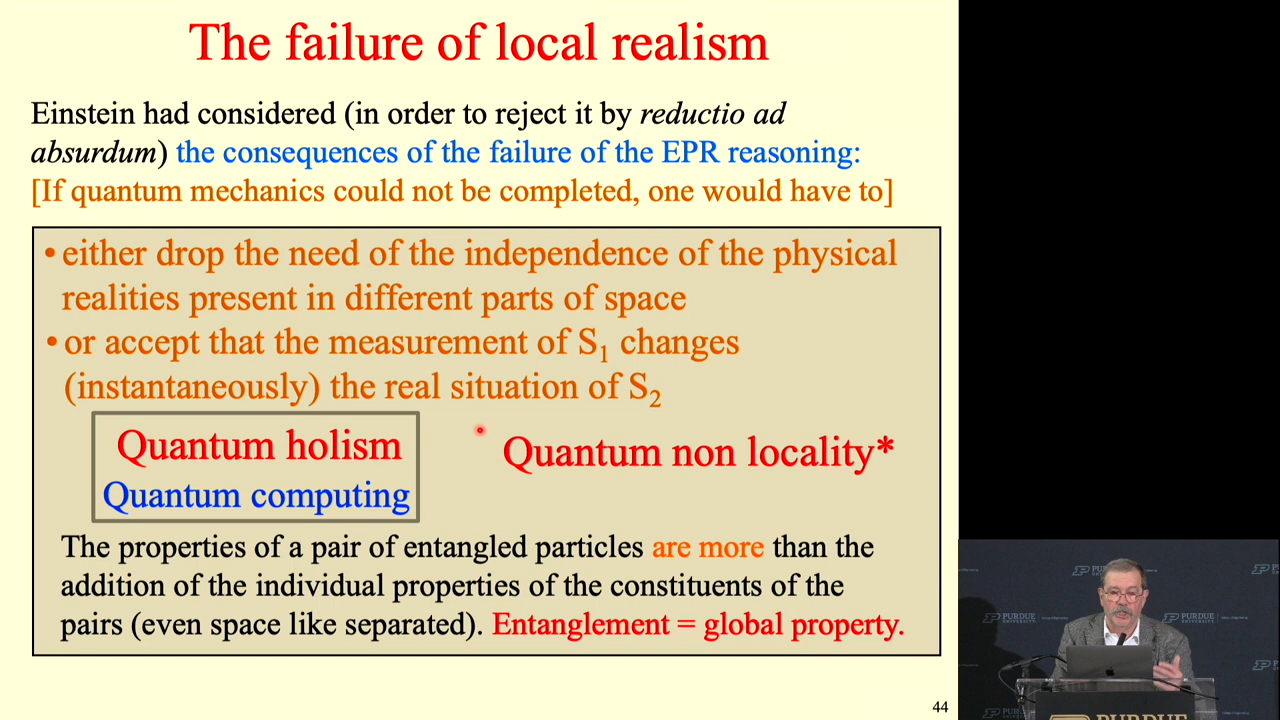 The failure of local realism
Einstein had considered (in order to reject it by reductio ad
absurdum) the consequences of the failure of the EPR reasoning:
[If quantum mechanics could not be completed, one would have to]
• either drop the need of the independence of the physical
realities present in different parts of space
• or accept that the measurement of S₁ changes
(instantaneously) the real situation of S₂
Quantum holism
Quantum non locality*
Quantum computing
The properties of a pair of entangled particles are more than the
addition of the individual properties of the constituents of the
pairs (even space like separated). Entanglement = global property.
44
PURDUE
UNIVERSITY
PURDUE
UNIVERSITY
PURDUE